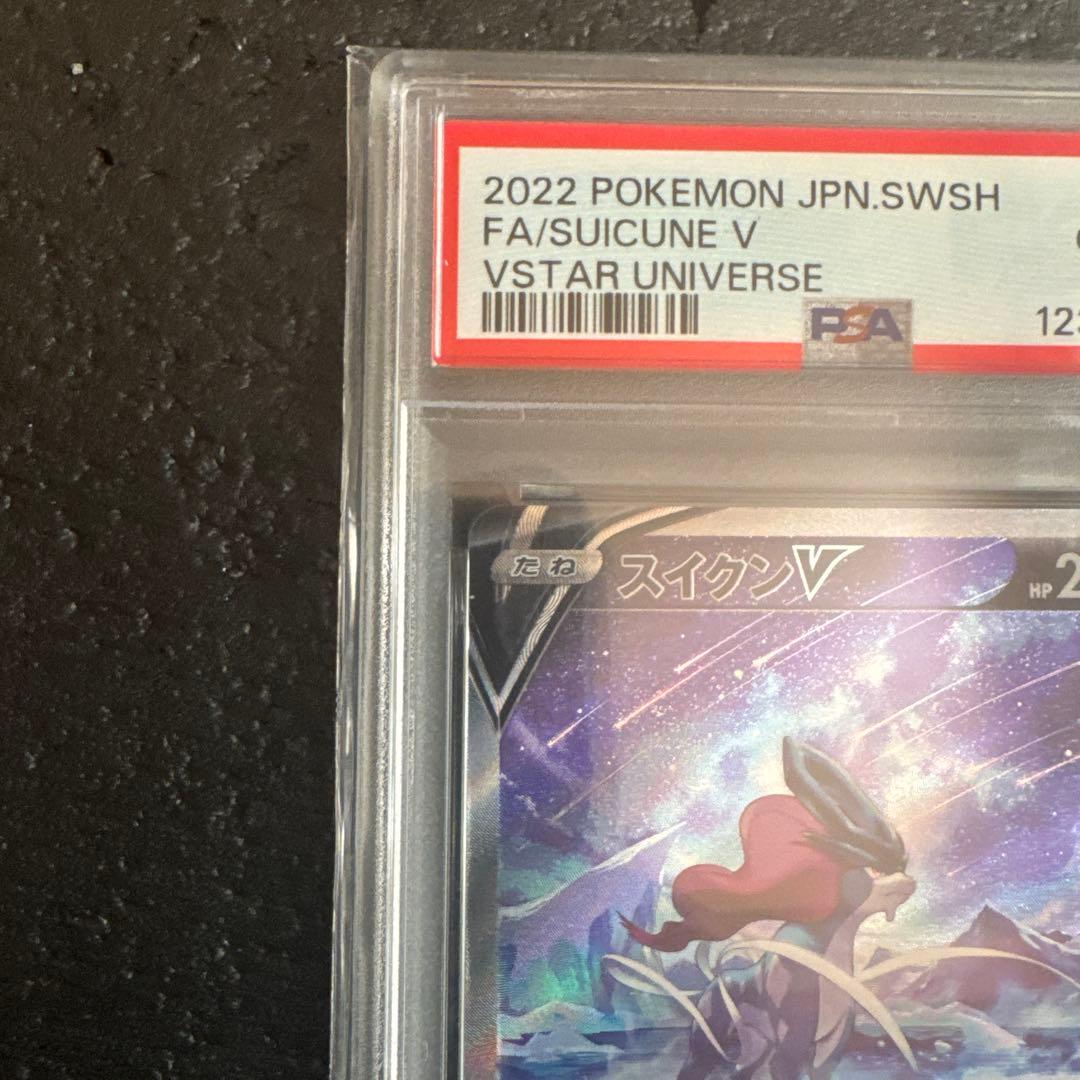 2022 POKEMON JPN.SWSH
FA/SUICUNE V
VSTAR UNIVERSE
PSA
たね スイクンV HP